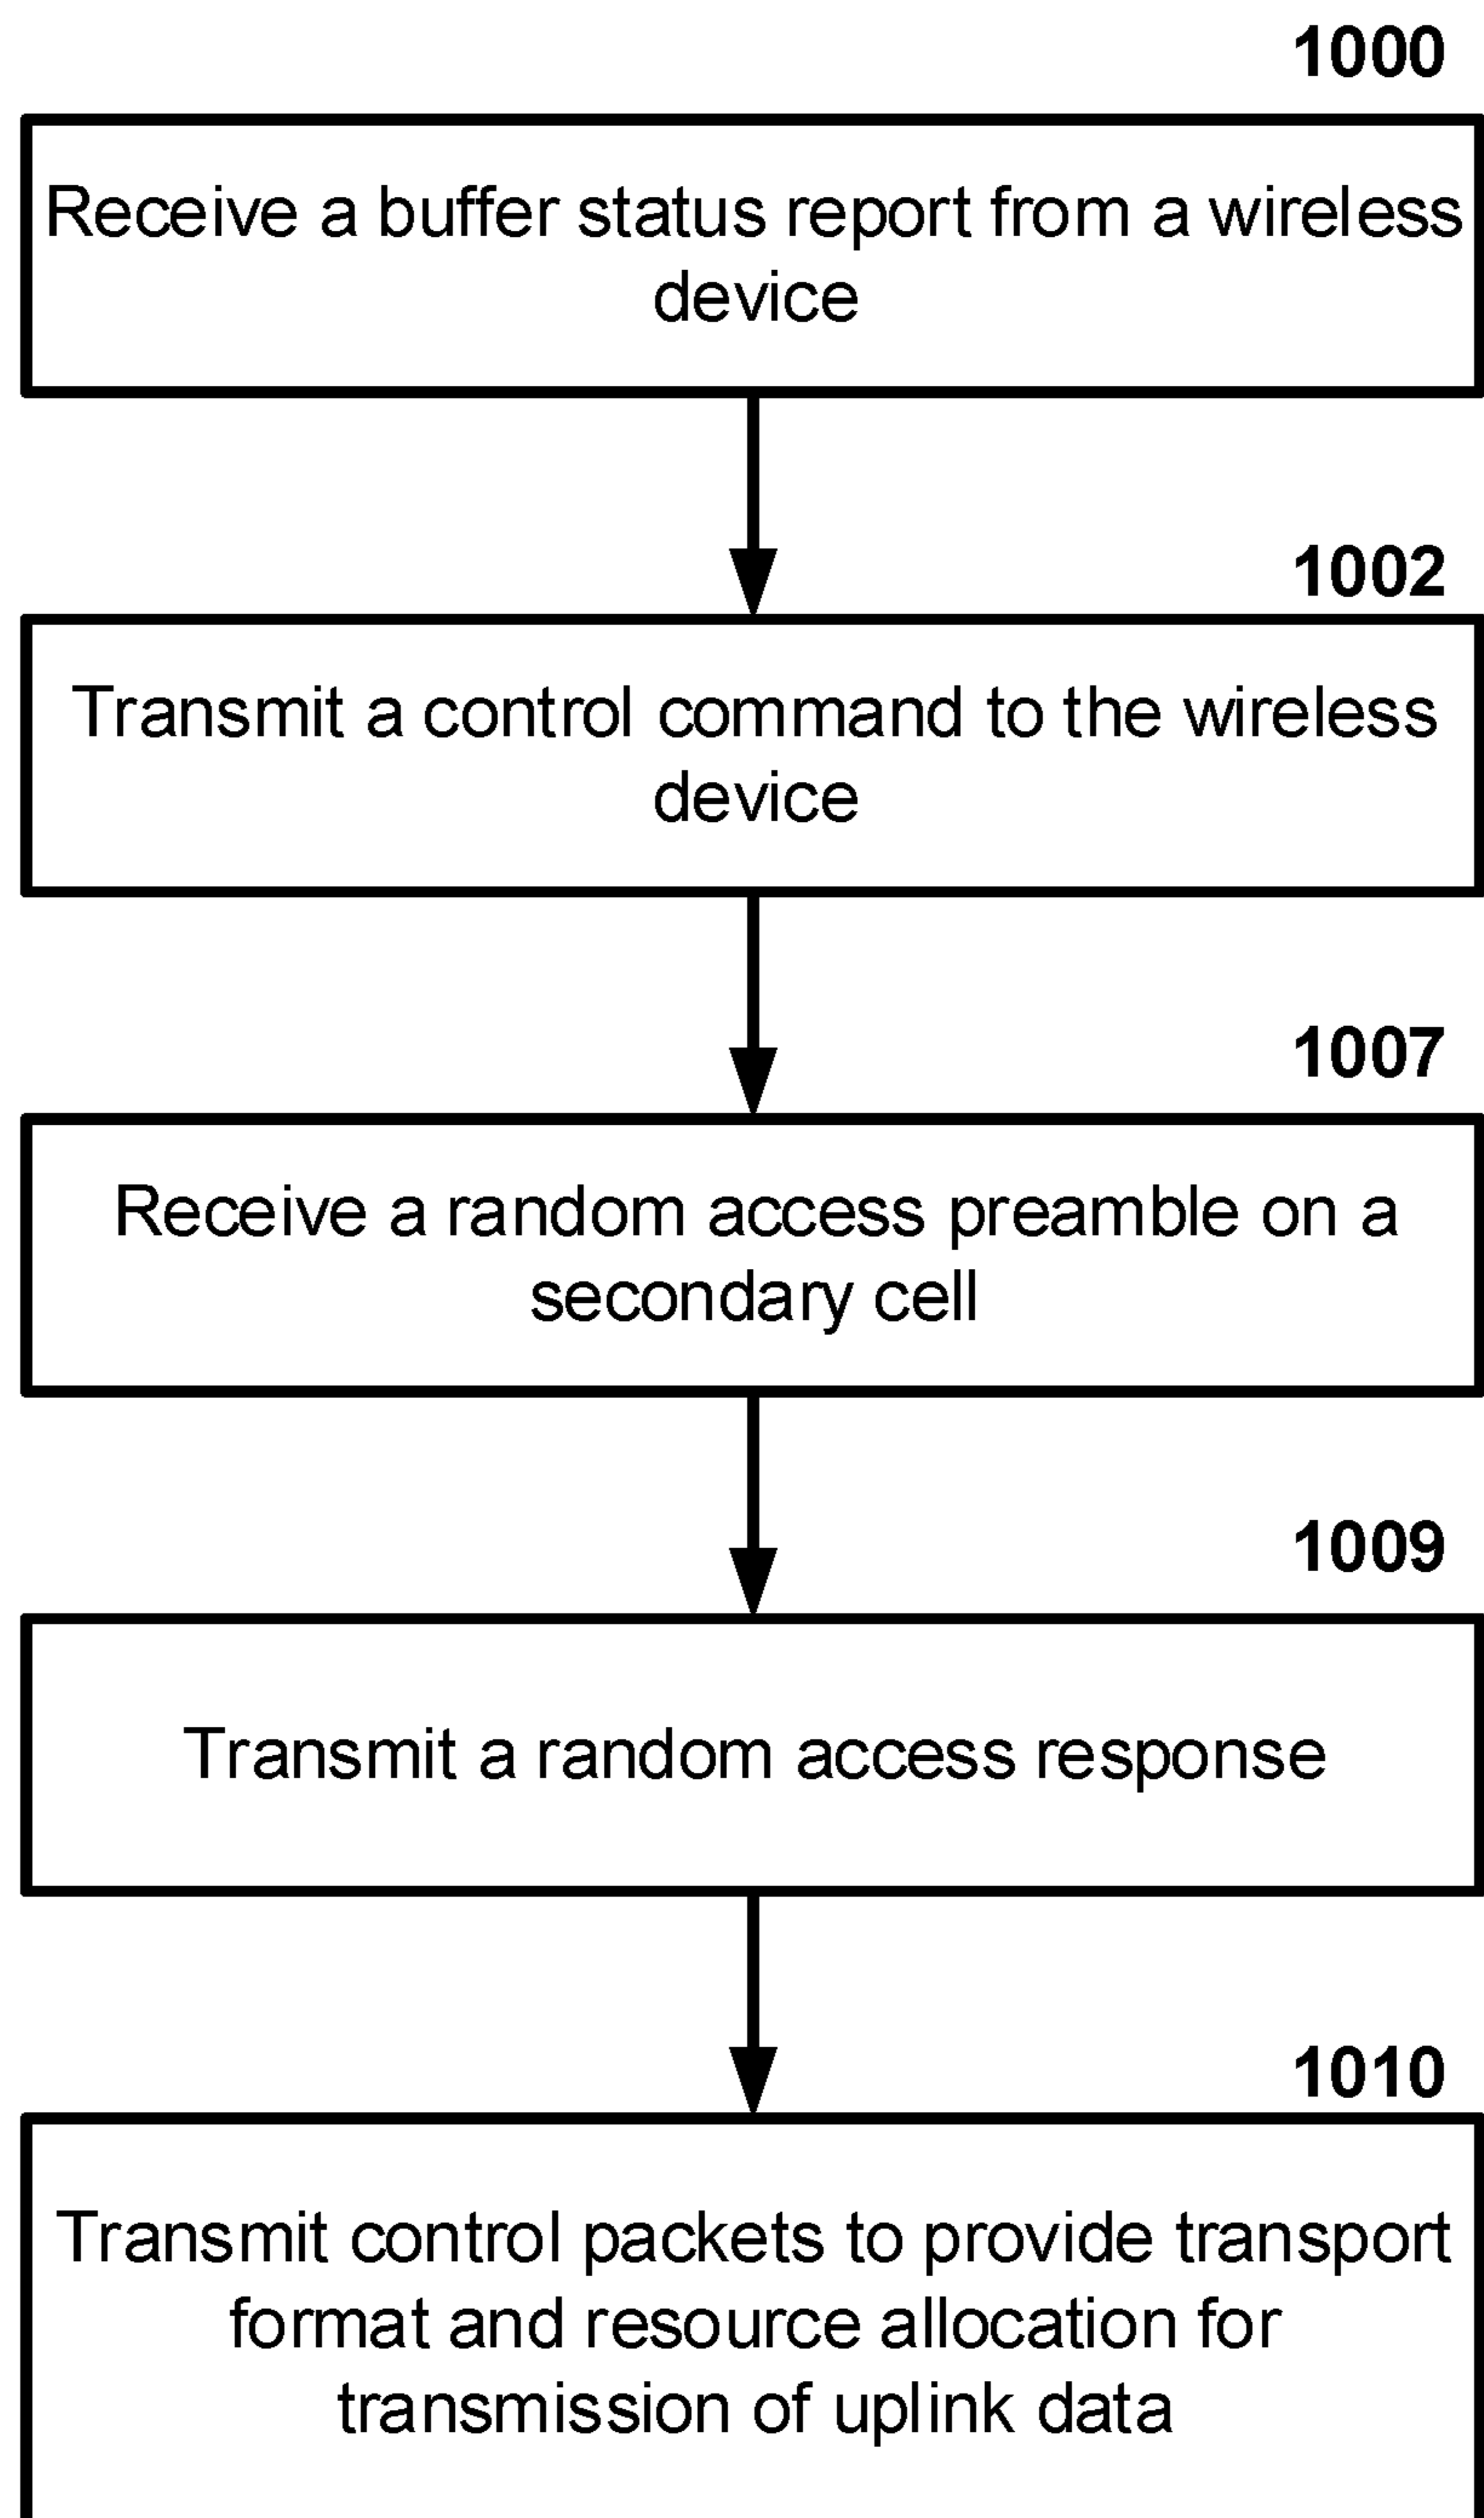 1000
Receive a buffer status report from a wireless
device
1002
Transmit a control command to the wireless
device
1007
Receive a random access preamble on a
secondary cell
1009
Transmit a random access response
1010
Transmit control packets to provide transport
format and resource allocation for
transmission of uplink data